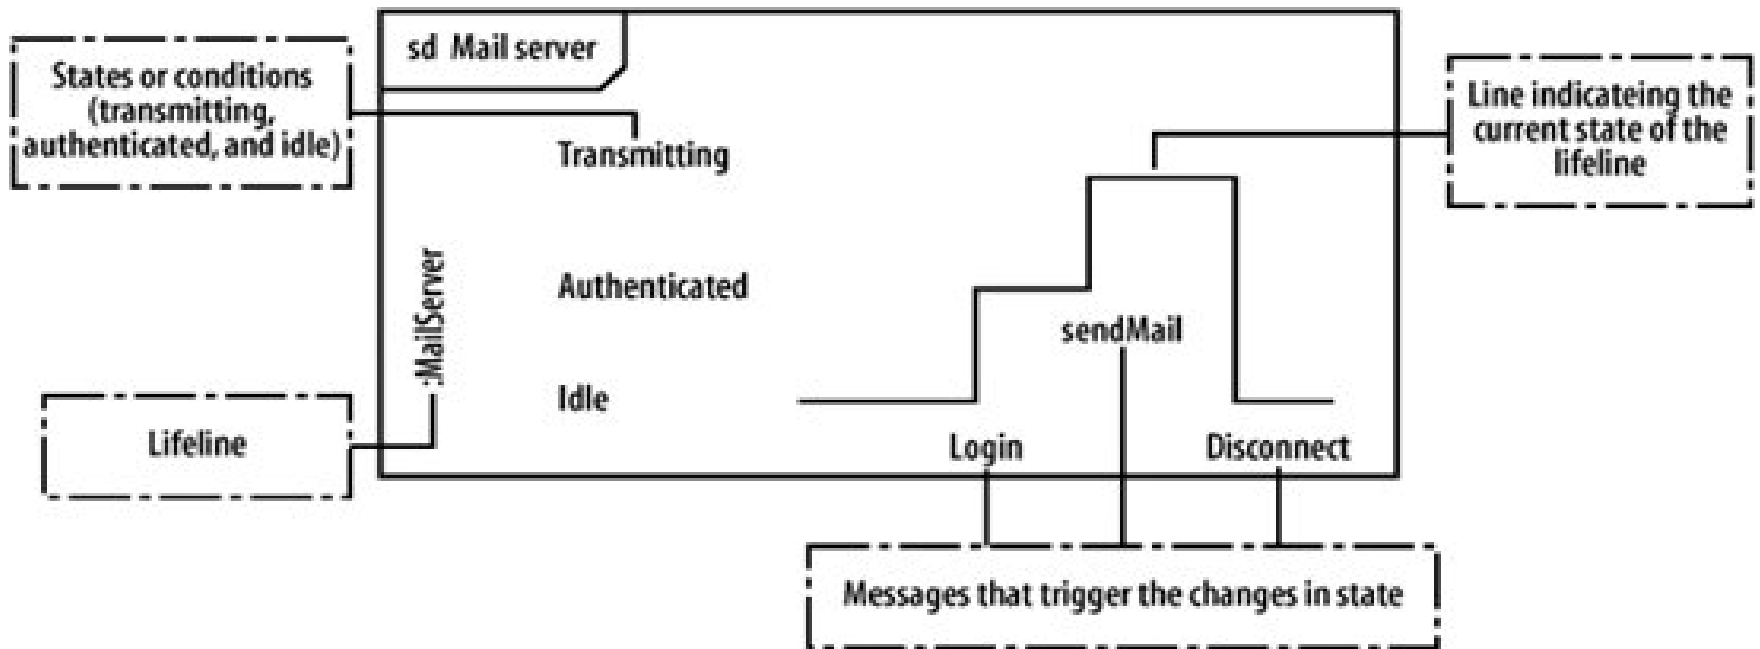 sd Mail server
States or conditions
(transmitting,
authenticated, and idle)
Line indicateing the
current state of the
lifeline
Transmitting
:MailServer
Authenticated
sendMail
Idle
Lifeline
Login
Disconnect
Messages that trigger the changes in state